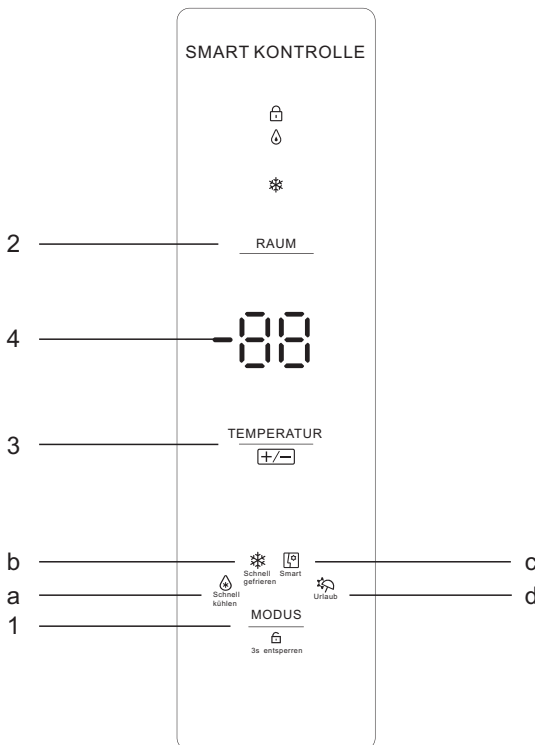 SMART KONTROLLE
2
RAUM
4
-88
TEMPERATUR
3
+/-
b
c
Schnell gefrieren
Smart
a
d
Schnell kühlen
Urlaub
1
MODUS
3s entsperren